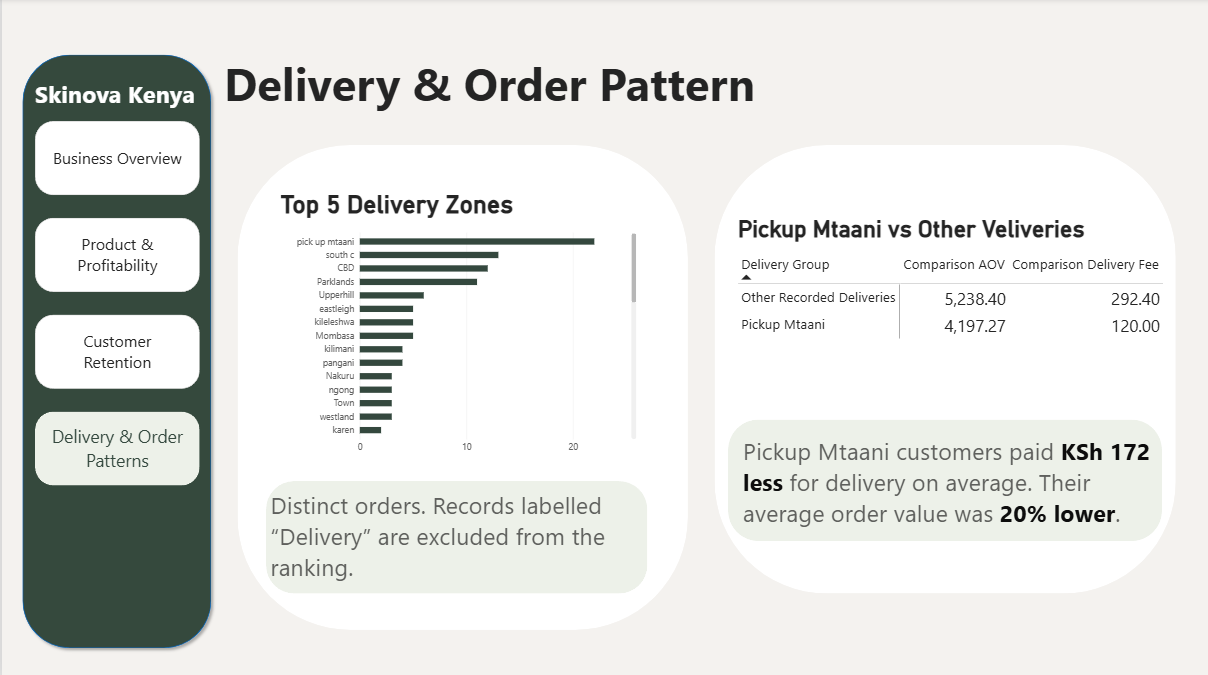 Skinova Kenya
Business Overview
Product &
Profitability
Customer
Retention
Delivery & Order
Patterns
Delivery & Order Pattern
Top 5 Delivery Zones
pick up mtaani
south c
CBD
Parklands
Upperhill
eastleigh
kileleshwa
Mombasa
kilimani
pangani
Nakuru
ngong
Town
westland
karen
0 10 20
Distinct orders. Records labelled
“Delivery” are excluded from the
ranking.
Pickup Mtaani vs Other Veliveries
Delivery Group Comparison AOV Comparison Delivery Fee
Other Recorded Deliveries 5,238.40 292.40
Pickup Mtaani 4,197.27 120.00
Pickup Mtaani customers paid KSh 172
less for delivery on average. Their
average order value was 20% lower.